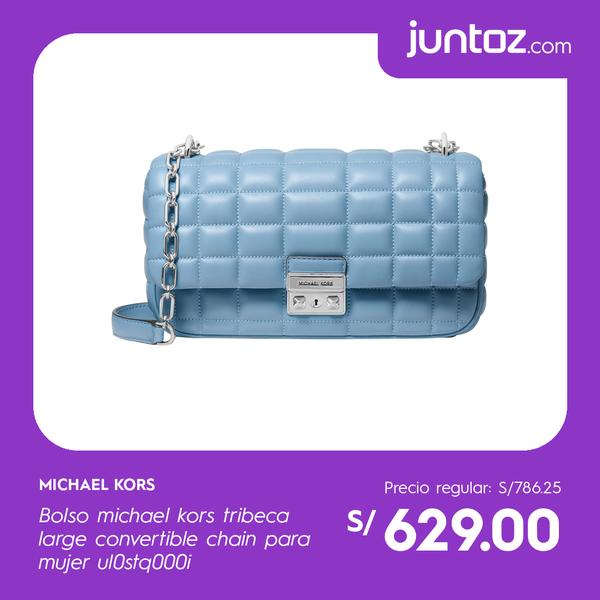 juntoz.com
MICHAEL KORS
MICHAEL KORS
Bolso michael kors tribeca
large convertible chain para
mujer ul0stq000i
Precio regular: S/786.25
S/ 629.00